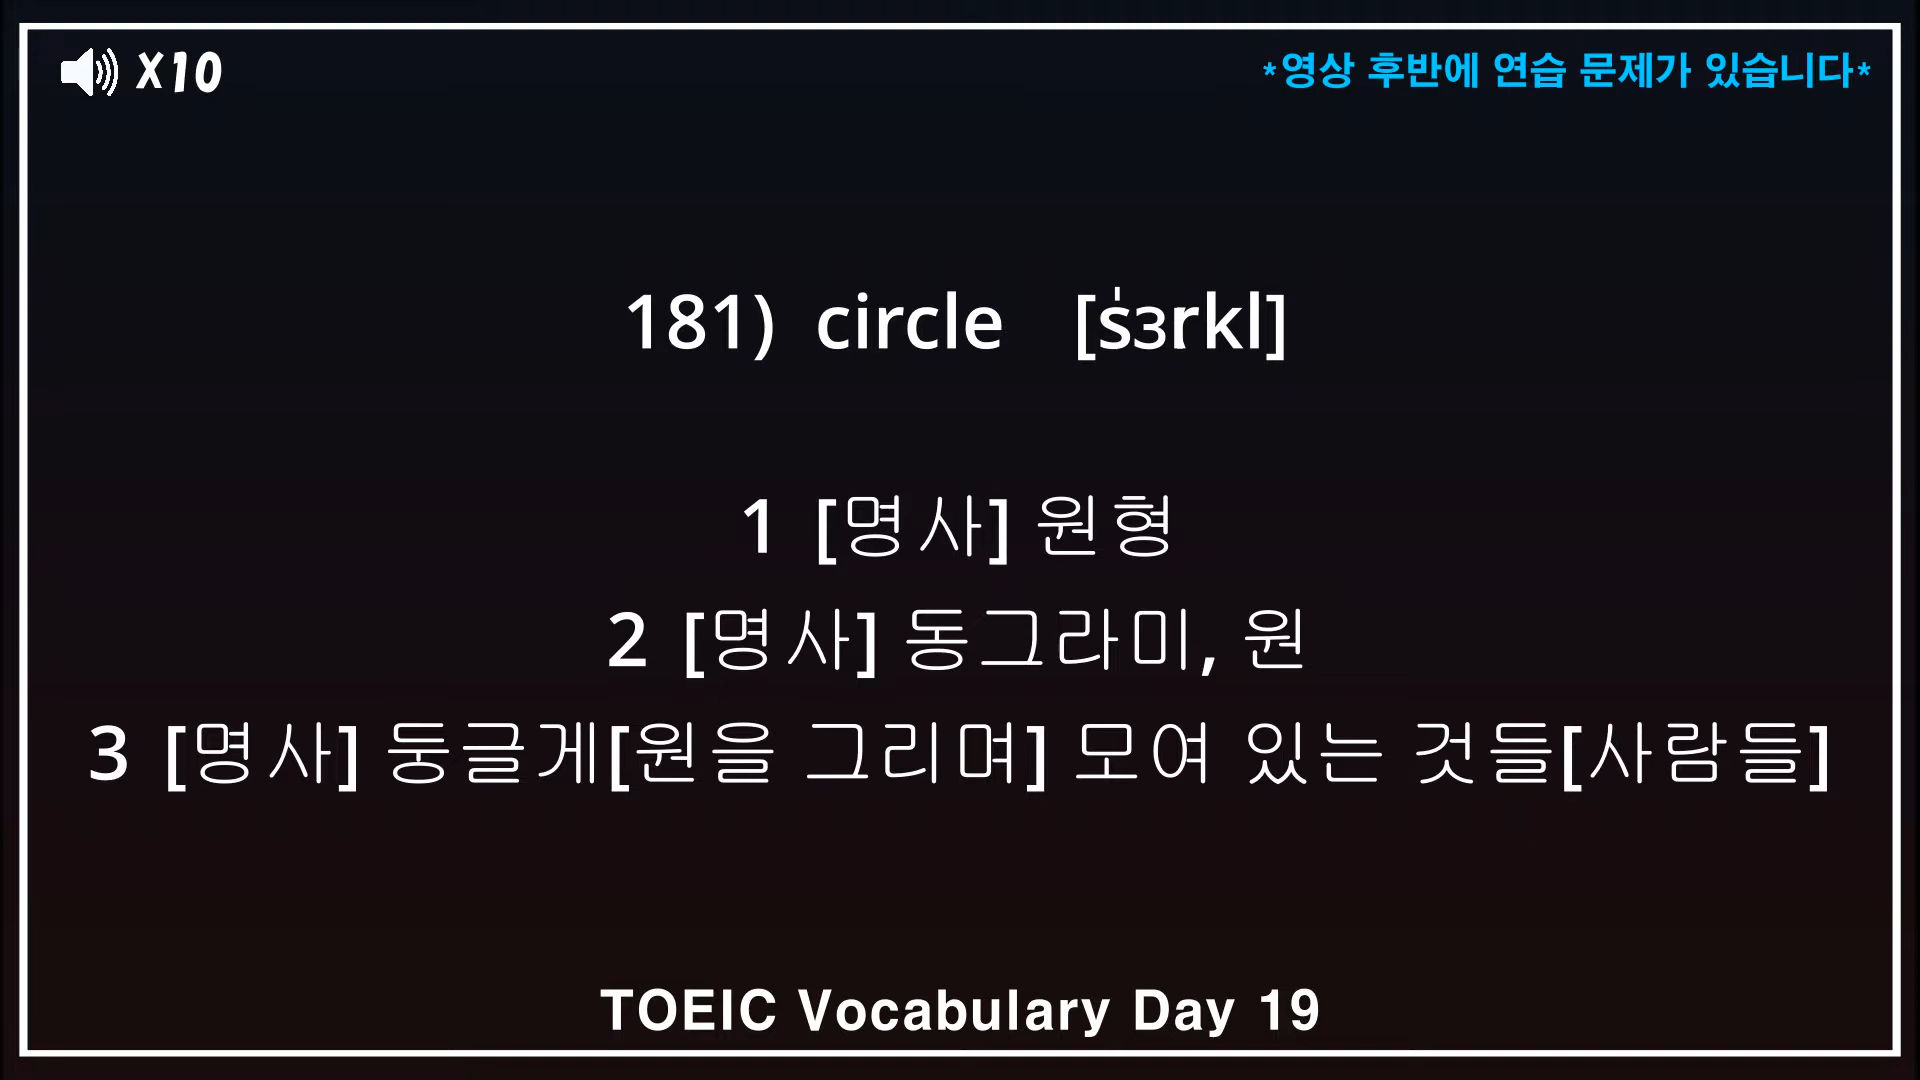 X10
*영상 후반에 연습 문제가 있습니다*
181) circle [sˈɜrkl]
1 [명사] 원형
2 [명사] 동그라미, 원
3 [명사] 둥글게[원을 그리며] 모여 있는 것들[사람들]
TOEIC Vocabulary Day 19